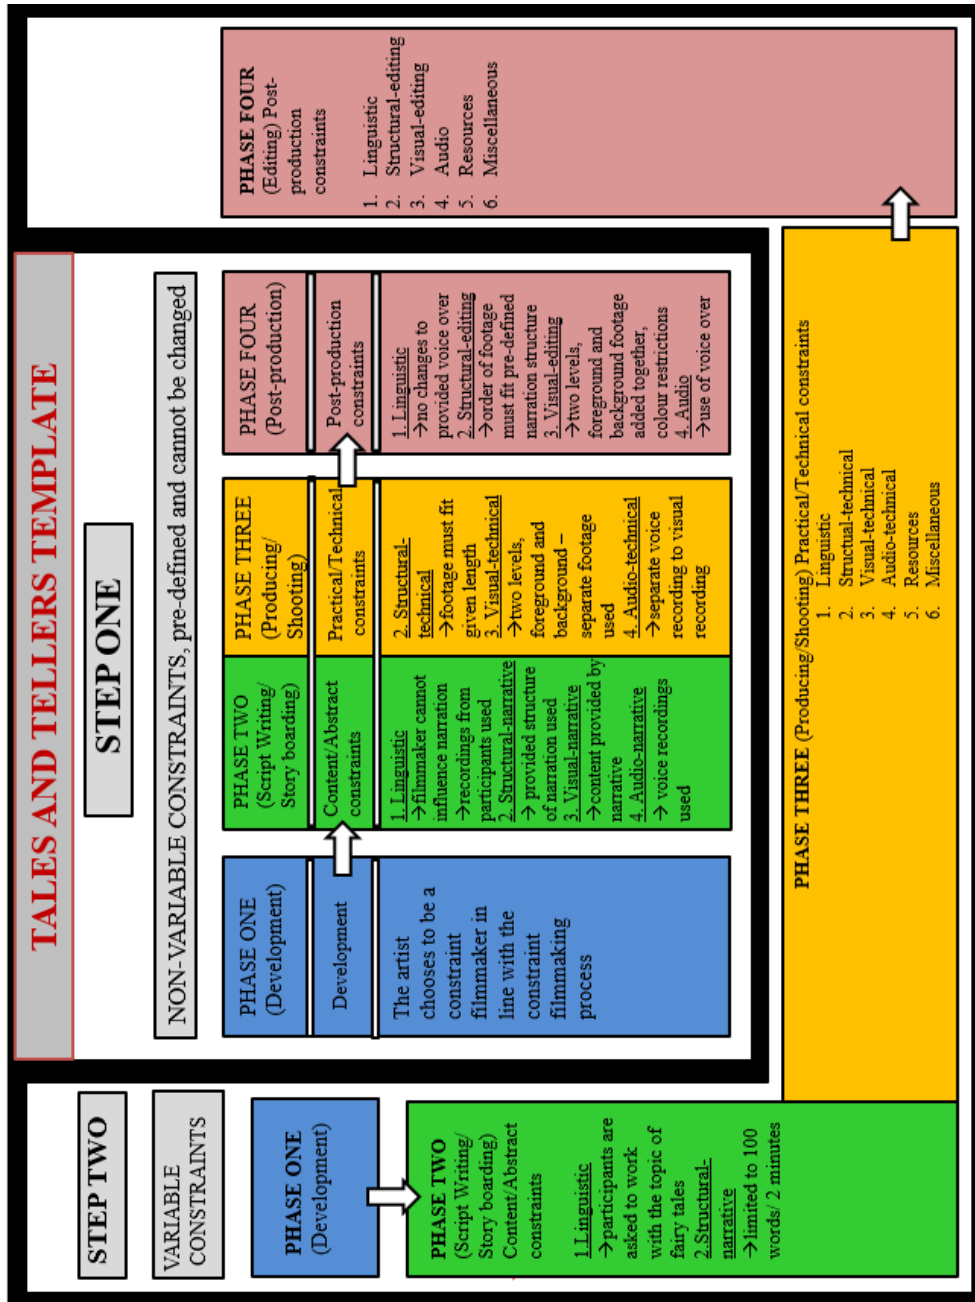 TALES AND TELLERS TEMPLATE
STEP ONE
NON-VARIABLE CONSTRAINTS, pre-defined and cannot be changed
PHASE ONE
(Development)
Development
The artist
chooses to be a
constraint
filmmaker in
line with the
constraint
filmmaking
process
PHASE TWO
(Script Writing/
Story boarding)
Content/Abstract
constraints
1.Linguistic
→filmmaker cannot
influence narration
→recordings from
participants used
2.Structural-narrative
→ provided structure
of narration used
3. Visual-narrative
→content provided by
narrative
4. Audio-narrative
→ voice recordings
used
PHASE THREE
(Producing/
Shooting)
Practical/Technical
constraints
2. Structural-
technical
→footage must fit
given length
3. Visual-technical
→two levels,
foreground and
background –
separate footage
used
4. Audio-technical
→separate voice
recording to visual
recording
PHASE FOUR
(Post-production)
Post-production
constraints
1. Linguistic
→no changes to
provided voice over
2. Structural-editing
→order of footage
must fit pre-defined
narration structure
3. Visual-editing
→two levels,
foreground and
background footage
added together,
colour restrictions
4. Audio
→use of voice over
STEP TWO
VARIABLE
CONSTRAINTS
PHASE ONE
(Development)
PHASE TWO
(Script Writing/
Story boarding)
Content/Abstract
constraints
1.Linguistic
→participants are
asked to work
with the topic of
fairy tales
2.Structural-
narrative
→limited to 100
words/ 2 minutes
PHASE THREE (Producing/Shooting) Practical/Technical constraints
1. Linguistic
2. Structual-technical
3. Visual-technical
4. Audio-technical
5. Resources
6. Miscellaneous
PHASE FOUR
(Editing) Post-
production
constraints
1. Linguistic
2. Structural-editing
3. Visual-editing
4. Audio
5. Resources
6. Miscellaneous